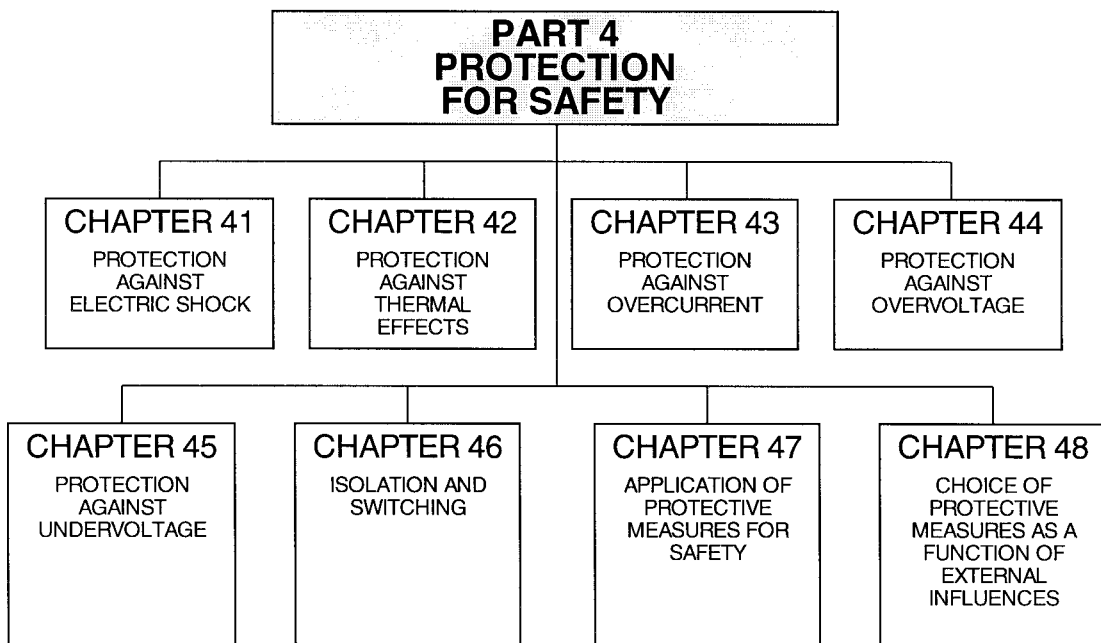 PART 4
PROTECTION
FOR SAFETY
CHAPTER 41
PROTECTION
AGAINST
ELECTRIC SHOCK
CHAPTER 42
PROTECTION
AGAINST
THERMAL
EFFECTS
CHAPTER 43
PROTECTION
AGAINST
OVERCURRENT
CHAPTER 44
PROTECTION
AGAINST
OVERVOLTAGE
CHAPTER 45
PROTECTION
AGAINST
UNDERVOLTAGE
CHAPTER 46
ISOLATION AND
SWITCHING
CHAPTER 47
APPLICATION OF
PROTECTIVE
MEASURES FOR
SAFETY
CHAPTER 48
CHOICE OF
PROTECTIVE
MEASURES AS A
FUNCTION OF
EXTERNAL
INFLUENCES